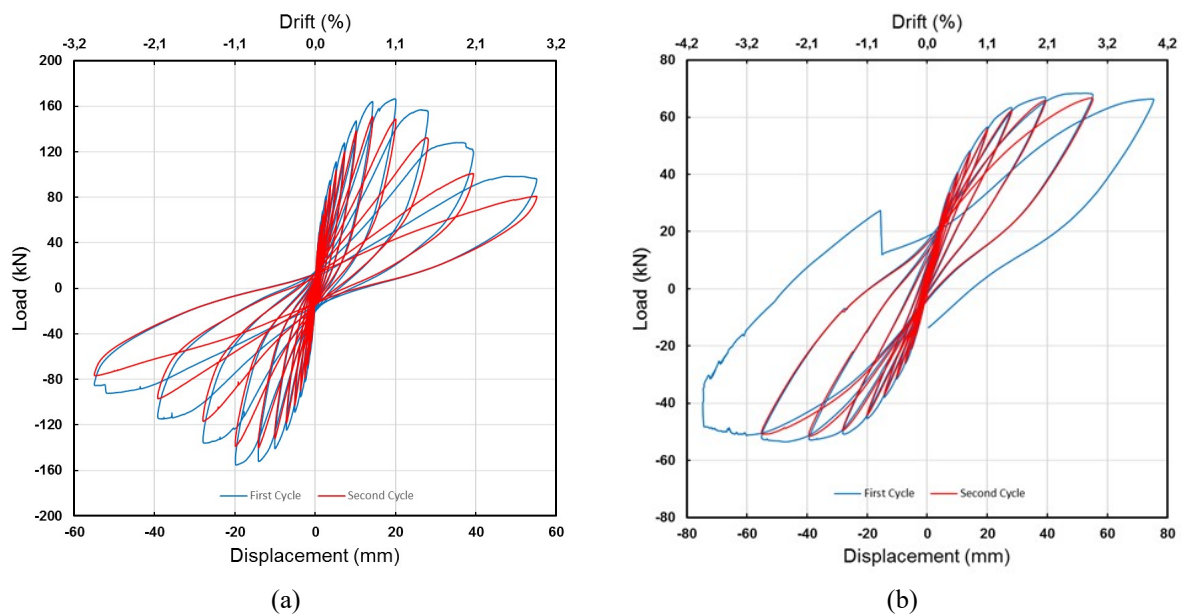 Drift (%)
-3,2 -2,1 -1,1 0,0 1,1 2,1 3,2
200
160
120
80
40
0
-40
-80
-120
-160
-200
Load (kN)
First Cycle Second Cycle
-60 -40 -20 0 20 40 60
Displacement (mm)
(a)
Drift (%)
-4,2 -3,2 -2,1 -1,1 0,0 1,1 2,1 3,2 4,2
80
60
40
20
0
-20
-40
-60
-80
Load (kN)
First Cycle Second Cycle
-80 -60 -40 -20 0 20 40 60 80
Displacement (mm)
(b)